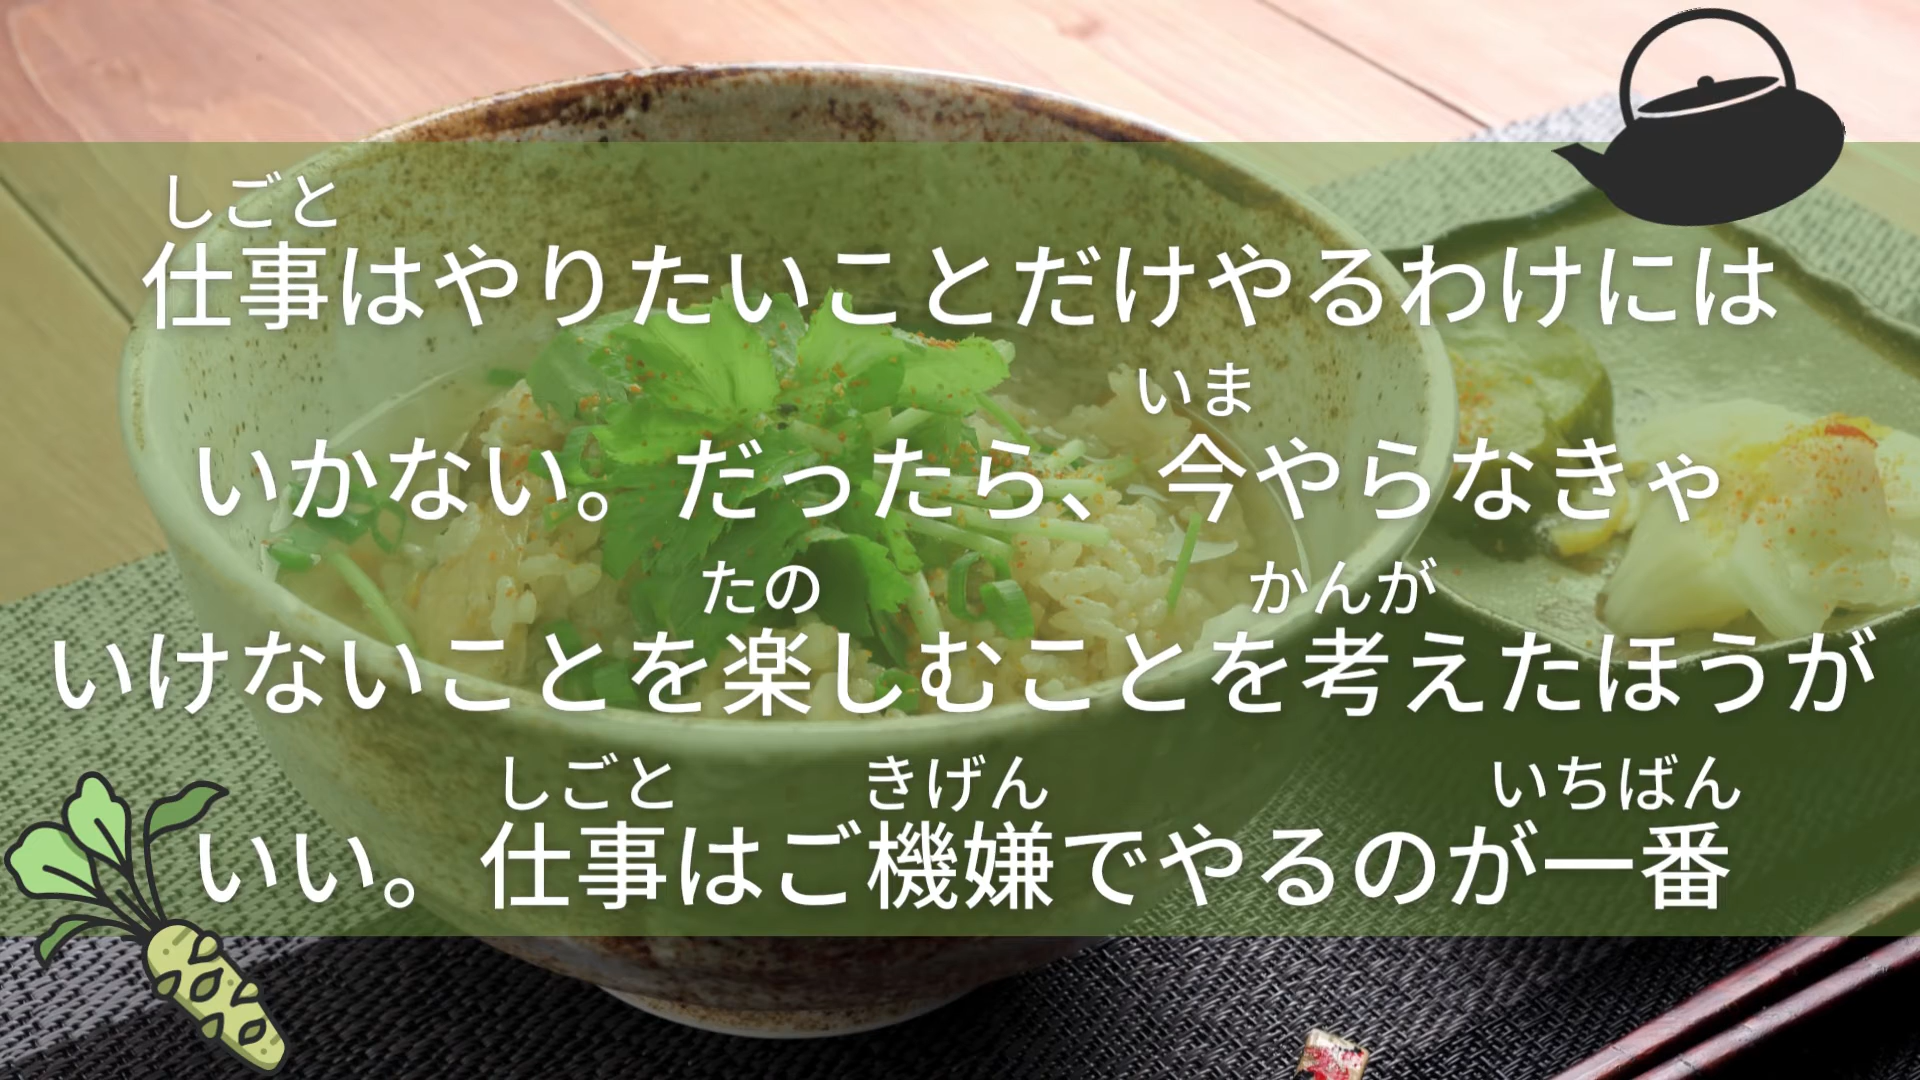 しごと
仕事はやりたいことだけやるわけには
いま
いかない。だったら、今やらなきゃ
たの かんが
いけないことを楽しむことを考えたほうが
しごと きげん いちばん
いい。仕事はご機嫌でやるのが一番